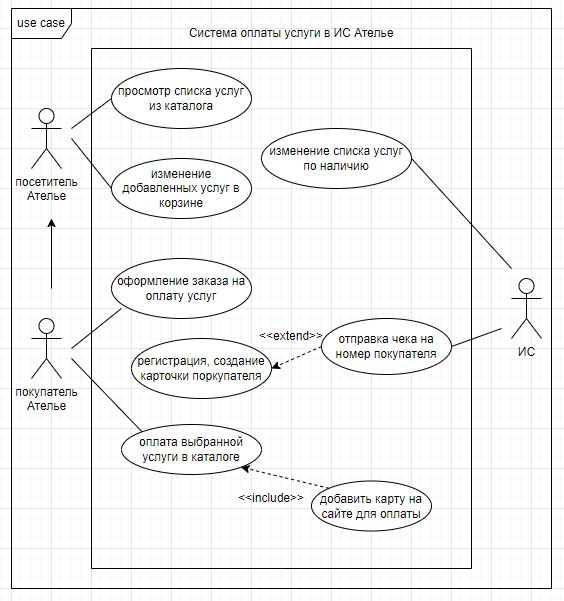 use case
Система оплаты услуги в ИС Ателье
просмотр списка услуг
из каталога
изменение списка услуг
по наличию
посетитель
Ателье
изменение
добавленных услуг в
корзине
оформление заказа на
оплату услуг
<<extend>>
отправка чека на
номер покупателя
ИС
регистрация, создание
карточки поркупателя
покупатель
Ателье
оплата выбранной
услуги в каталоге
<<include>>
добавить карту на
сайте для оплаты